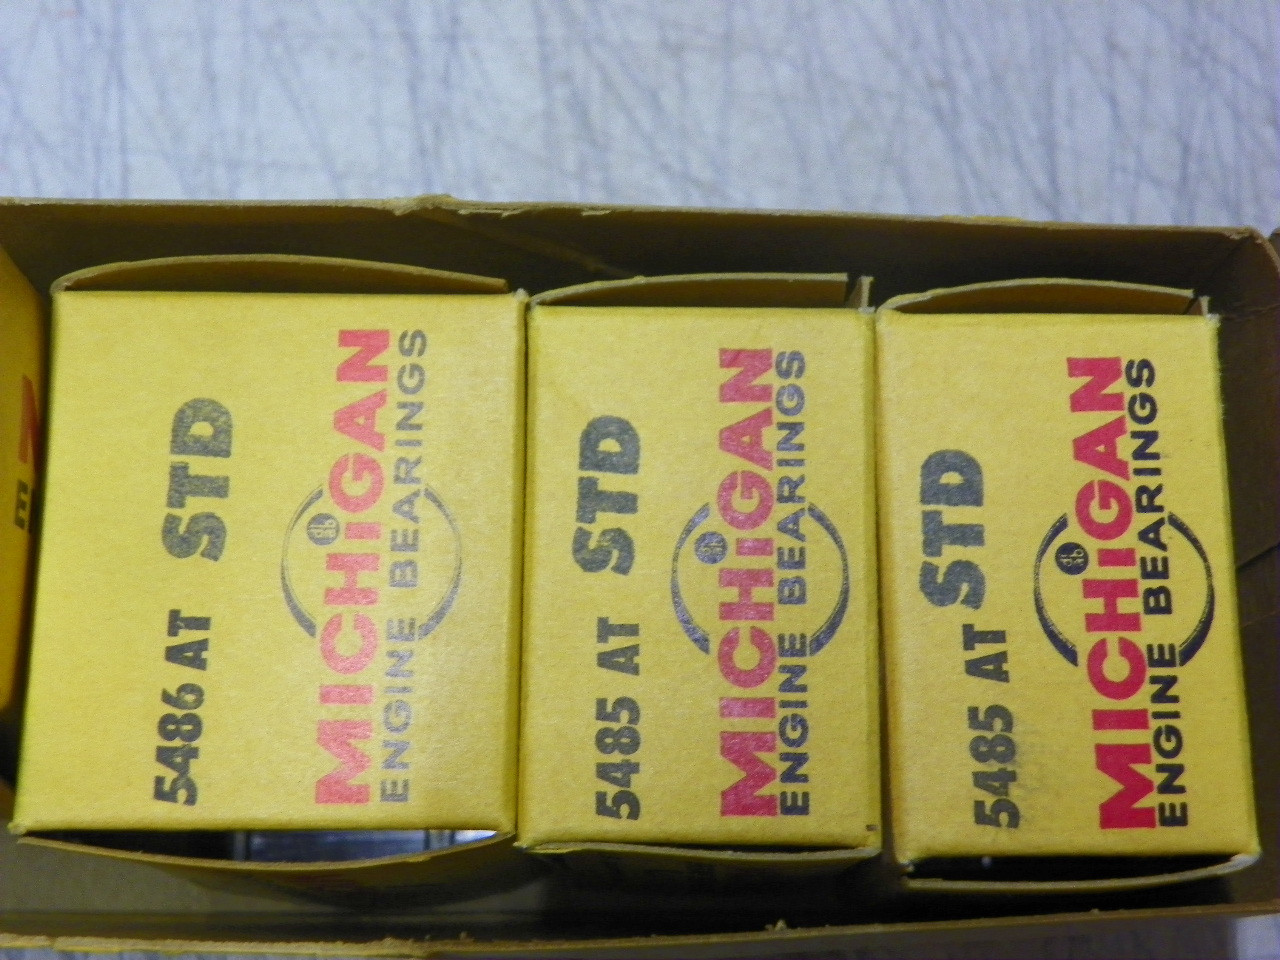 5486 AT STD
MICHiGAN
ENGINE BEARINGS
5485 AT STD
MICHiGAN
ENGINE BEARINGS
5485 AT STD
MICHiGAN
ENGINE BEARINGS